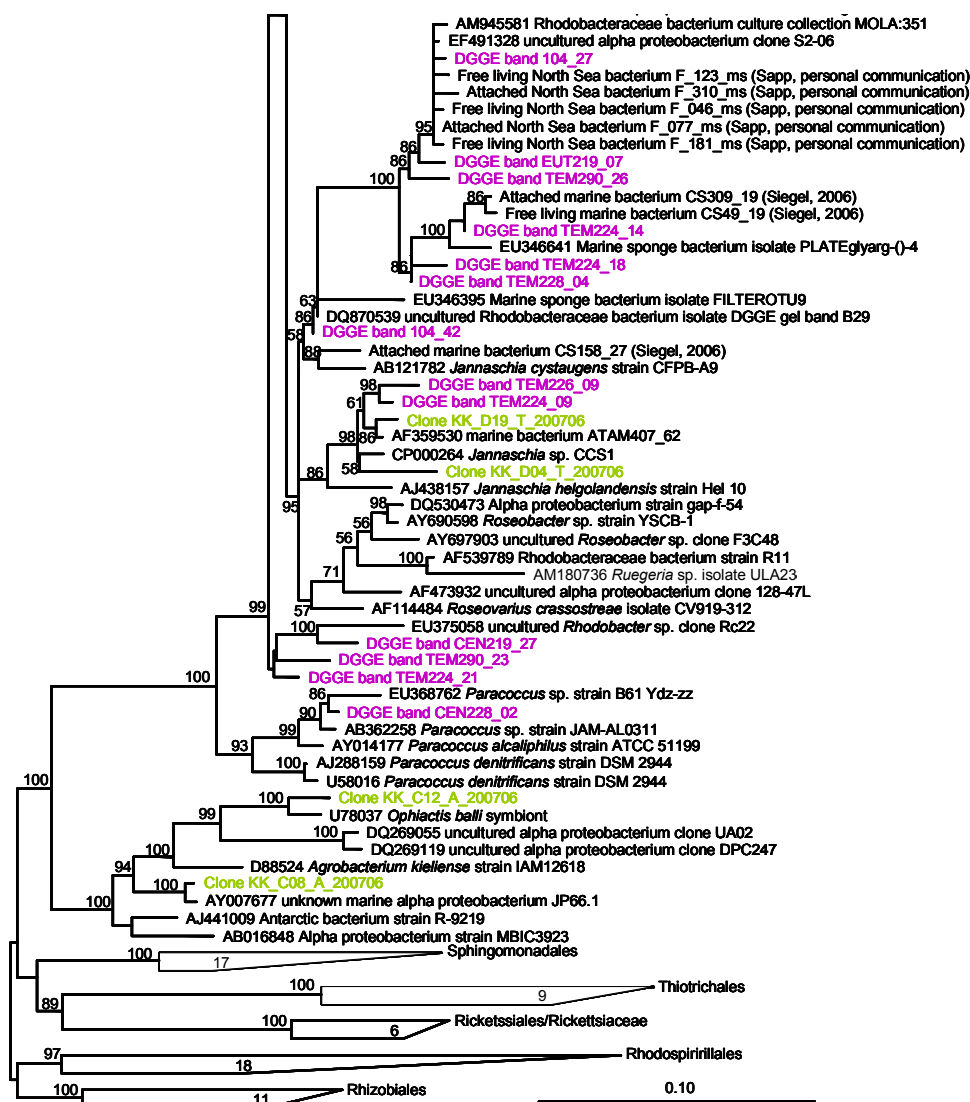 AM945581 Rhodobacteraceae bacterium culture collection MOLA:351
EF491328 uncultured alpha proteobacterium clone S2-06
DGGE band 104_27
Free living North Sea bacterium F_123_ms (Sapp, personal communication)
Attached North Sea bacterium F_310_ms (Sapp, personal communication)
Free living North Sea bacterium F_046_ms (Sapp, personal communication)
95 Attached North Sea bacterium F_077_ms (Sapp, personal communication)
Free living North Sea bacterium F_181_ms (Sapp, personal communication)
86
86 DGGE band EUT219_07
100 DGGE band TEM290_26
86 Attached marine bacterium CS309_19 (Siegel, 2006)
Free living marine bacterium CS49_19 (Siegel, 2006)
100 DGGE band TEM224_14
EU346641 Marine sponge bacterium isolate PLATEglyarg-()-4
86 DGGE band TEM224_18
DGGE band TEM228_04
63 EU346395 Marine sponge bacterium isolate FILTEROTU9
86 DQ870539 uncultured Rhodobacteraceae bacterium isolate DGGE gel band B29
58 DGGE band 104_42
88 Attached marine bacterium CS158_27 (Siegel, 2006)
AB121782 Jannaschia cystaugens strain CFPB-A9
98 DGGE band TEM226_09
61 DGGE band TEM224_09
Clone KK_D19_T_200706
98 86 AF359530 marine bacterium ATAM407_62
CP000264 Jannaschia sp. CCS1
86 58 Clone KK_D04_T_200706
AJ438157 Jannaschia helgolandensis strain Hel 10
95 98 DQ530473 Alpha proteobacterium strain gap-f-54
56 AY690598 Roseobacter sp. strain YSCB-1
56 AY697903 uncultured Roseobacter sp. clone F3C48
100 AF539789 Rhodobacteraceae bacterium strain R11
71 AM180736 Ruegeria sp. isolate ULA23
AF473932 uncultured alpha proteobacterium clone 128-47L
99 57 AF114484 Roseovarius crassostreae isolate CV919-312
100 EU375058 uncultured Rhodobacter sp. clone Rc22
DGGE band CEN219_27
DGGE band TEM290_23
100 DGGE band TEM224_21
86 EU368762 Paracoccus sp. strain B61 Ydz-zz
90 DGGE band CEN228_02
99 AB362258 Paracoccus sp. strain JAM-AL0311
93 AY014177 Paracoccus alcaliphilus strain ATCC 51199
100 AJ288159 Paracoccus denitrificans strain DSM 2944
100 U58016 Paracoccus denitrificans strain DSM 2944
100 Clone KK_C12_A_200706
99 U78037 Ophiactis balli symbiont
100 DQ269055 uncultured alpha proteobacterium clone UA02
100 DQ269119 uncultured alpha proteobacterium clone DPC247
94 D88524 Agrobacterium kieliense strain IAM12618
100 Clone KK_C08_A_200706
100 AY007677 unknown marine alpha proteobacterium JP66.1
AJ441009 Antarctic bacterium strain R-9219
AB016848 Alpha proteobacterium strain MBIC3923
100 17 Sphingomonadales
100 9 Thiotrichales
89
100 6 Ricketssiales/Rickettsiaceae
97 18 Rhodospiririllales
100 11 Rhizobiales
0.10